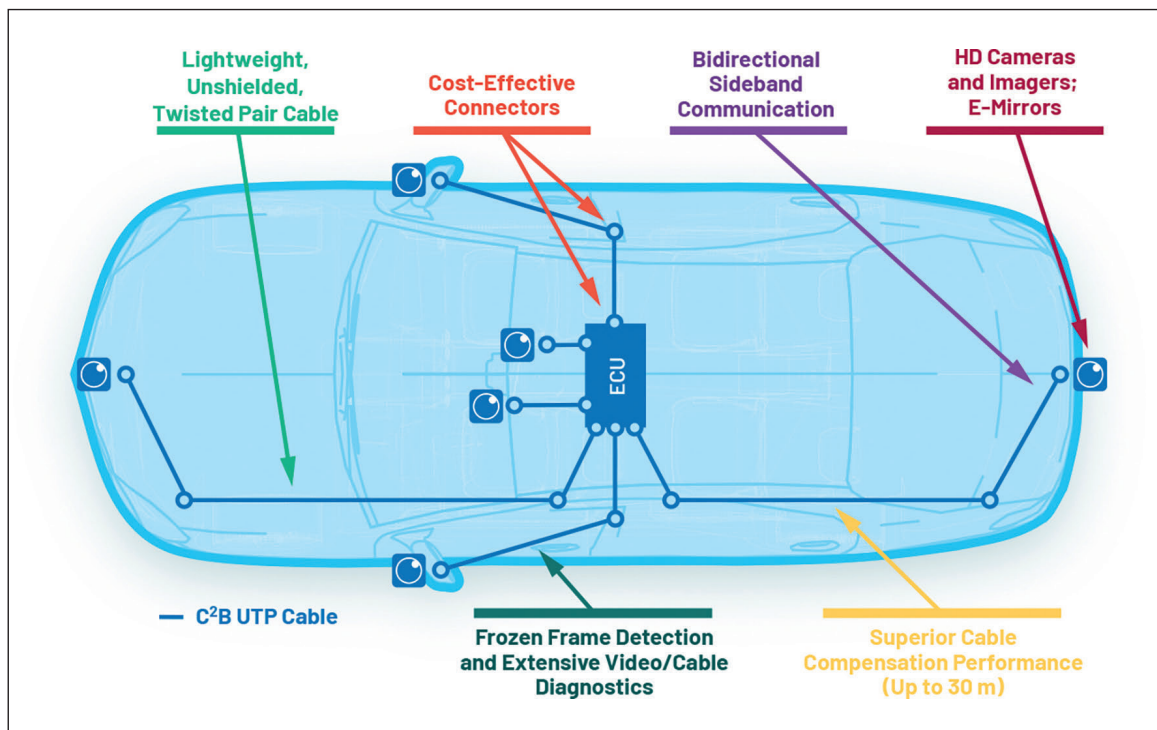 Lightweight,
Unshielded,
Twisted Pair Cable
Cost-Effective
Connectors
Bidirectional
Sideband
Communication
HD Cameras
and Imagers;
E-Mirrors
ECU
C²B UTP Cable
Frozen Frame Detection
and Extensive Video/Cable
Diagnostics
Superior Cable
Compensation Performance
(Up to 30 m)